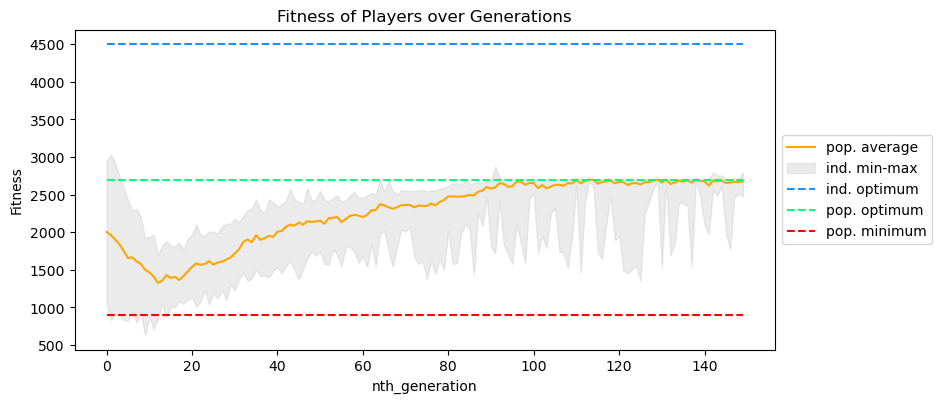 Fitness of Players over Generations
Fitness
4500
4000
3500
3000
2500
2000
1500
1000
500
0
20
40
60
80
100
120
140
nth_generation
pop. average
ind. min-max
ind. optimum
pop. optimum
pop. minimum